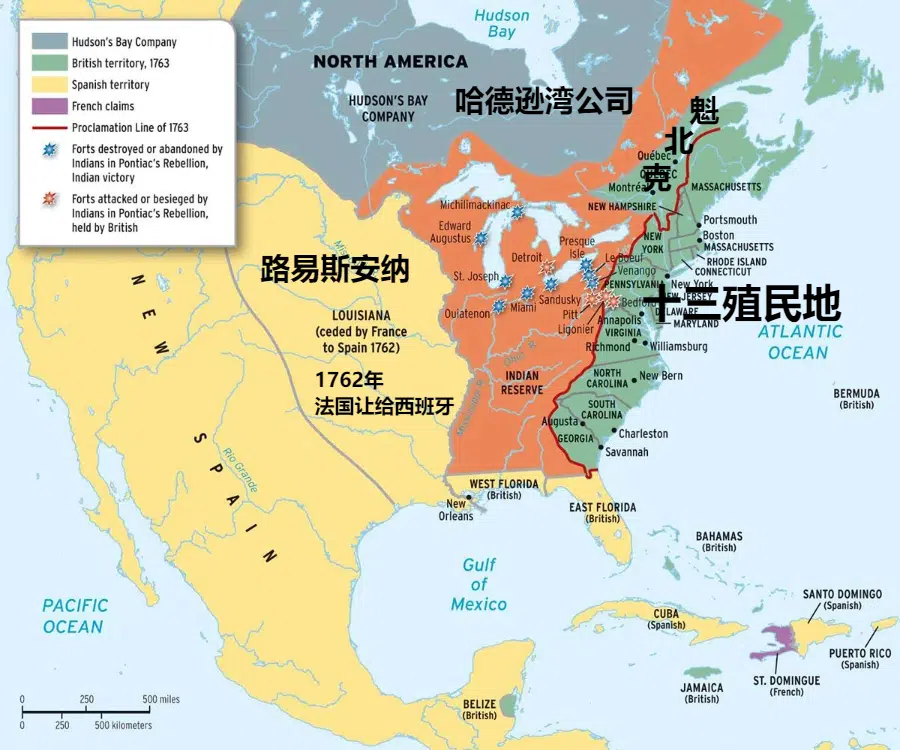 Hudson's Bay Company
British territory, 1763
Spanish territory
French claims
Proclamation Line of 1763
Forts destroyed or abandoned by
Indians in Pontiac's Rebellion,
Indian victory
Forts attacked or besieged by
Indians in Pontiac's Rebellion,
held by British
Hudson
Bay
NORTH AMERICA
HUDSON'S BAY
COMPANY
哈德逊湾公司
魁
北
克
Québec
QUEBEC
Montréal
MASSACHUSETTS
NEW HAMPSHIRE
Portsmouth
Boston
MASSACHUSETTS
RHODE ISLAND
CONNECTICUT
NEW
YORK
New York
NEW JERSEY
PENNSYLVANIA
DELAWARE
MARYLAND
十三殖民地
Michilimackinac
Edward
Augustus
Presque
Isle
Detroit
Le Boeuf
Venango
St. Joseph
Sandusky
Miami
Ouiatenon
Pitt
Bedford
Ligonier
Annapolis
VIRGINIA
Richmond
Williamsburg
ATLANTIC
OCEAN
路易斯安纳
LOUISIANA
(ceded by France
to Spain 1762)
1762年
法国让给西班牙
Ohio R.
Mississippi R.
INDIAN
RESERVE
NORTH
CAROLINA
New Bern
SOUTH
CAROLINA
Augusta
GEORGIA
Charleston
Savannah
BERMUDA
(British)
NEW
SPAIN
Rio Grande
WEST FLORIDA
(British)
New
Orleans
EAST FLORIDA
(British)
Gulf
of
Mexico
BAHAMAS
(British)
PACIFIC
OCEAN
CUBA
(Spanish)
SANTO DOMINGO
(Spanish)
PUERTO RICO
(Spanish)
ST. DOMINGUE
(French)
JAMAICA
(British)
BELIZE
(British)
0 250 500 miles
0 250 500 kilometers